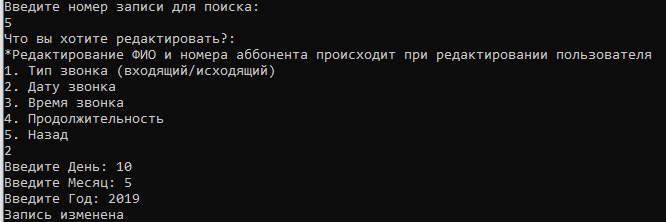 Введите номер записи для поиска:
5
Что вы хотите редактировать?:
*Редактирование ФИО и номера аббонента происходит при редактировании пользователя
1. Тип звонка (входящий/исходящий)
2. Дату звонка
3. Время звонка
4. Продолжительность
5. Назад
2
Введите День: 10
Введите Месяц: 5
Введите Год: 2019
Запись изменена